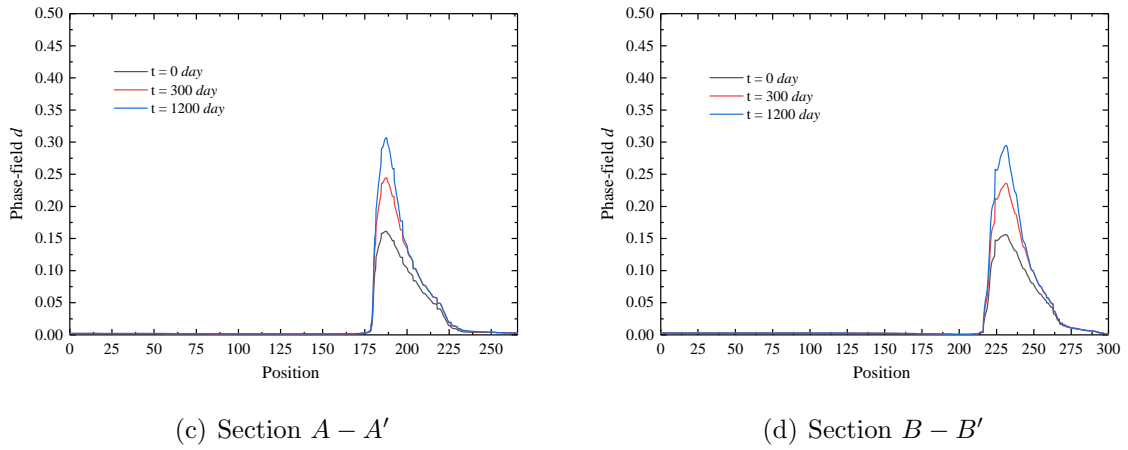 0.50
0.45
0.40
0.35
0.30
0.25
0.20
0.15
0.10
0.05
0.00
Phase-field d
t = 0 day
t = 300 day
t = 1200 day
0 25 50 75 100 125 150 175 200 225 250
Position
(c) Section A − A′
0.50
0.45
0.40
0.35
0.30
0.25
0.20
0.15
0.10
0.05
0.00
Phase-field d
t = 0 day
t = 300 day
t = 1200 day
0 25 50 75 100 125 150 175 200 225 250 275 300
Position
(d) Section B − B′